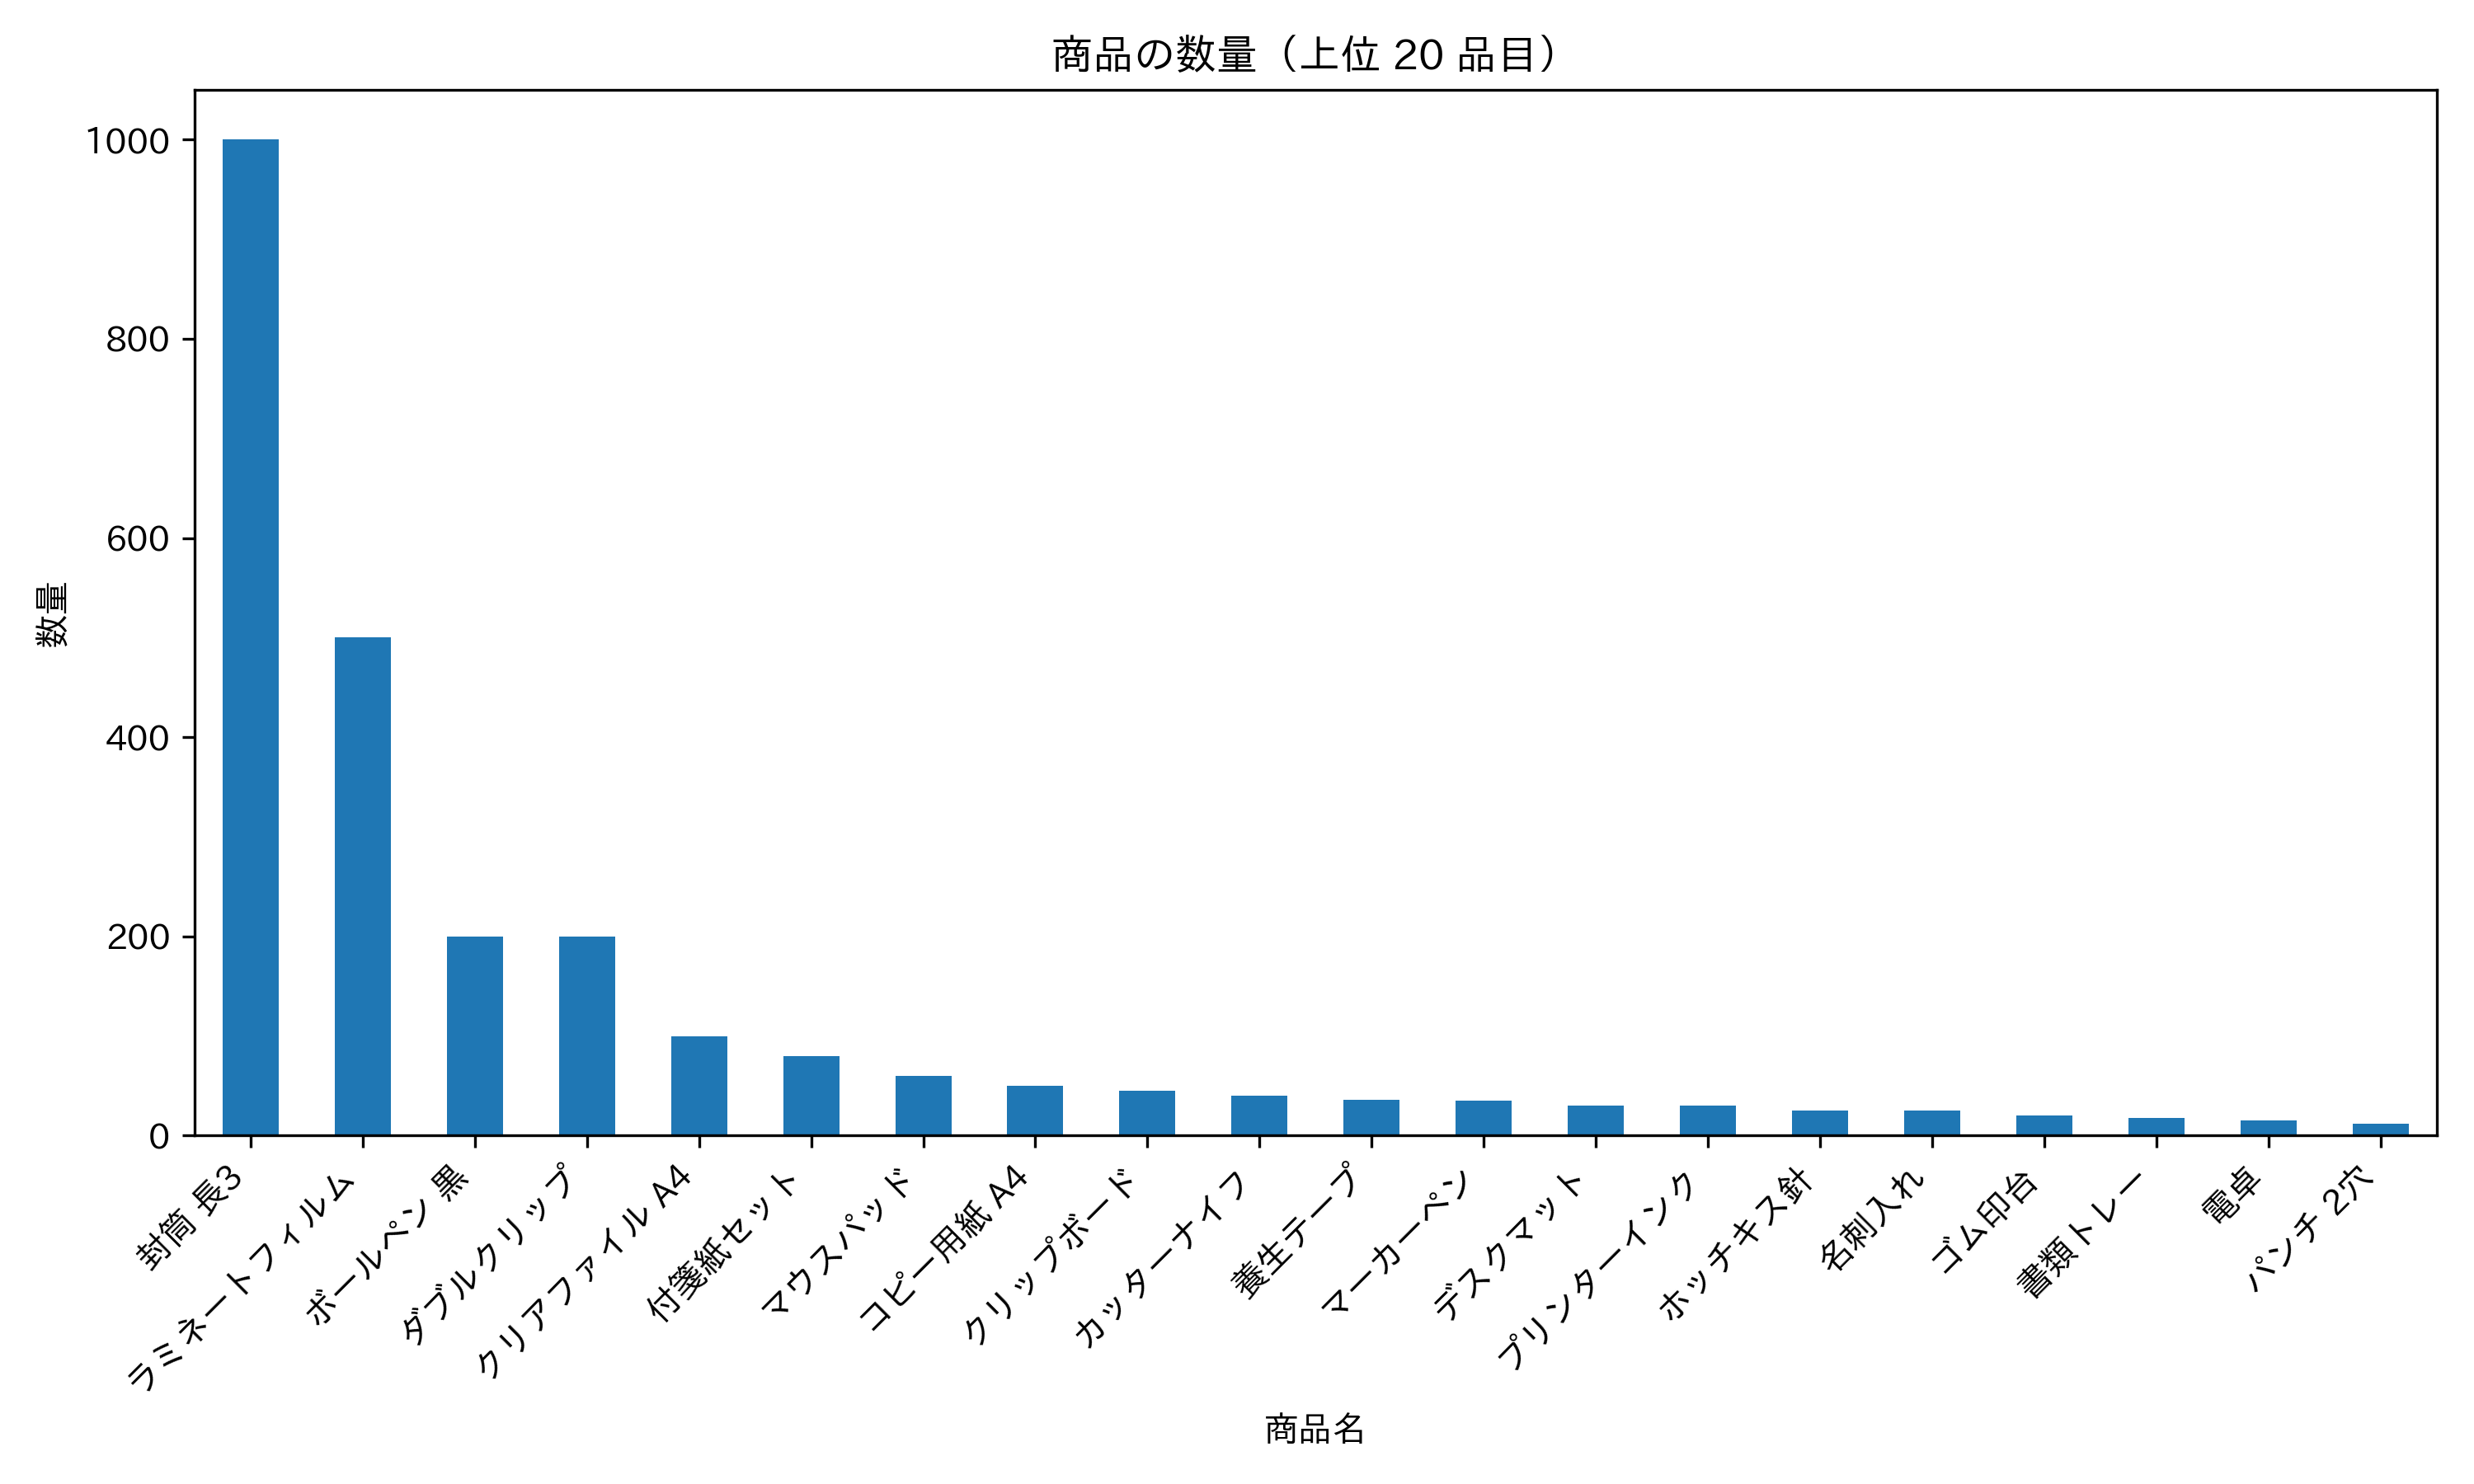 商品の数量（上位 20 品目）
数量
1000
800
600
400
200
0
封筒 長3
ラミネートフィルム
ボールペン 黒
ダブルクリップ
クリアファイル A4
付箋紙セット
マウスパッド
コピー用紙 A4
クリップボード
カッターナイフ
養生テープ
マーカーペン
デスクマット
プリンターインク
ホッチキス針
名刺入れ
ゴム印台
書類トレー
電卓
パンチ 2穴
商品名